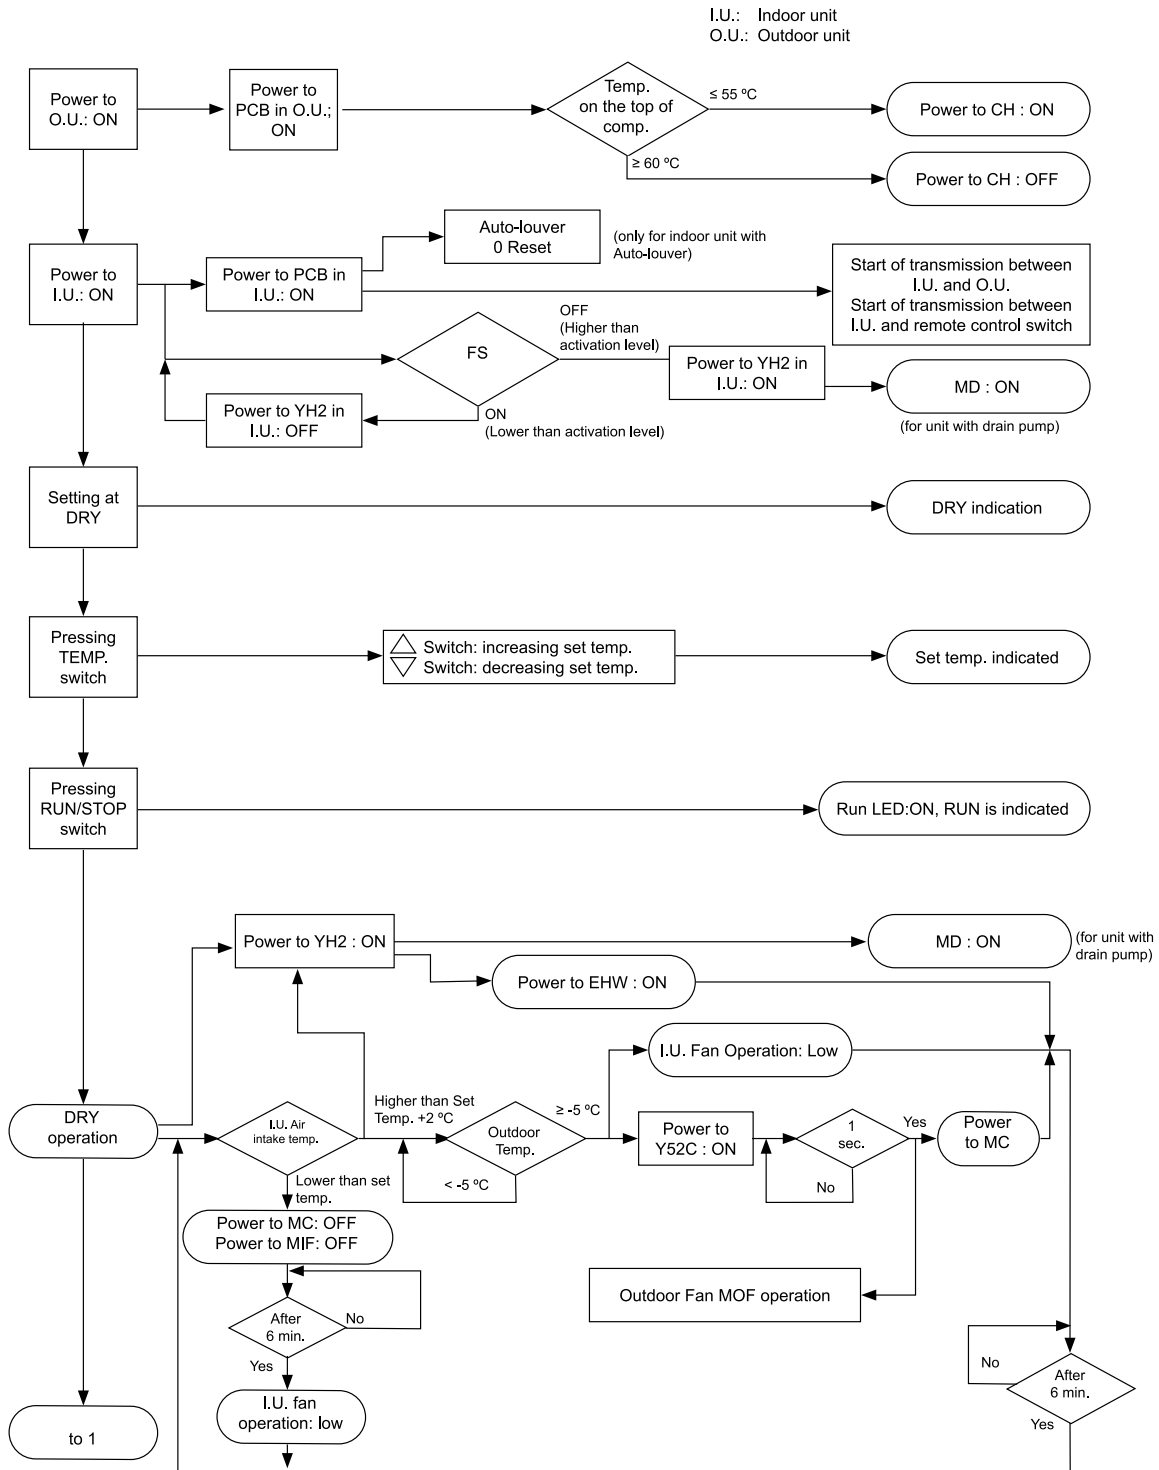 I.U.: Indoor unit
O.U.: Outdoor unit
Power to
O.U.: ON
Power to
PCB in O.U.;
ON
Temp.
on the top of
comp.
≤ 55 ºC
Power to CH : ON
≥ 60 ºC
Power to CH : OFF
Power to
I.U.: ON
Power to PCB in
I.U.: ON
Auto-louver
0 Reset
(only for indoor unit with
Auto-louver)
Start of transmission between
I.U. and O.U.
Start of transmission between
I.U. and remote control switch
FS
OFF
(Higher than
activation level)
Power to YH2 in
I.U.: ON
MD : ON
(for unit with drain pump)
Power to YH2 in
I.U.: OFF
ON
(Lower than activation level)
Setting at
DRY
DRY indication
Pressing
TEMP.
switch
△ Switch: increasing set temp.
▽ Switch: decreasing set temp.
Set temp. indicated
Pressing
RUN/STOP
switch
Run LED:ON, RUN is indicated
Power to YH2 : ON
MD : ON
(for unit with
drain pump)
Power to EHW : ON
I.U. Fan Operation: Low
DRY
operation
I.U. Air
intake temp.
Higher than Set
Temp. +2 ºC
Outdoor
Temp.
≥ -5 ºC
< -5 ºC
Power to
Y52C : ON
1
sec.
Yes
No
Power
to MC
Lower than set
temp.
Power to MC: OFF
Power to MIF: OFF
Outdoor Fan MOF operation
After
6 min.
No
Yes
I.U. fan
operation: low
No
After
6 min.
Yes
to 1